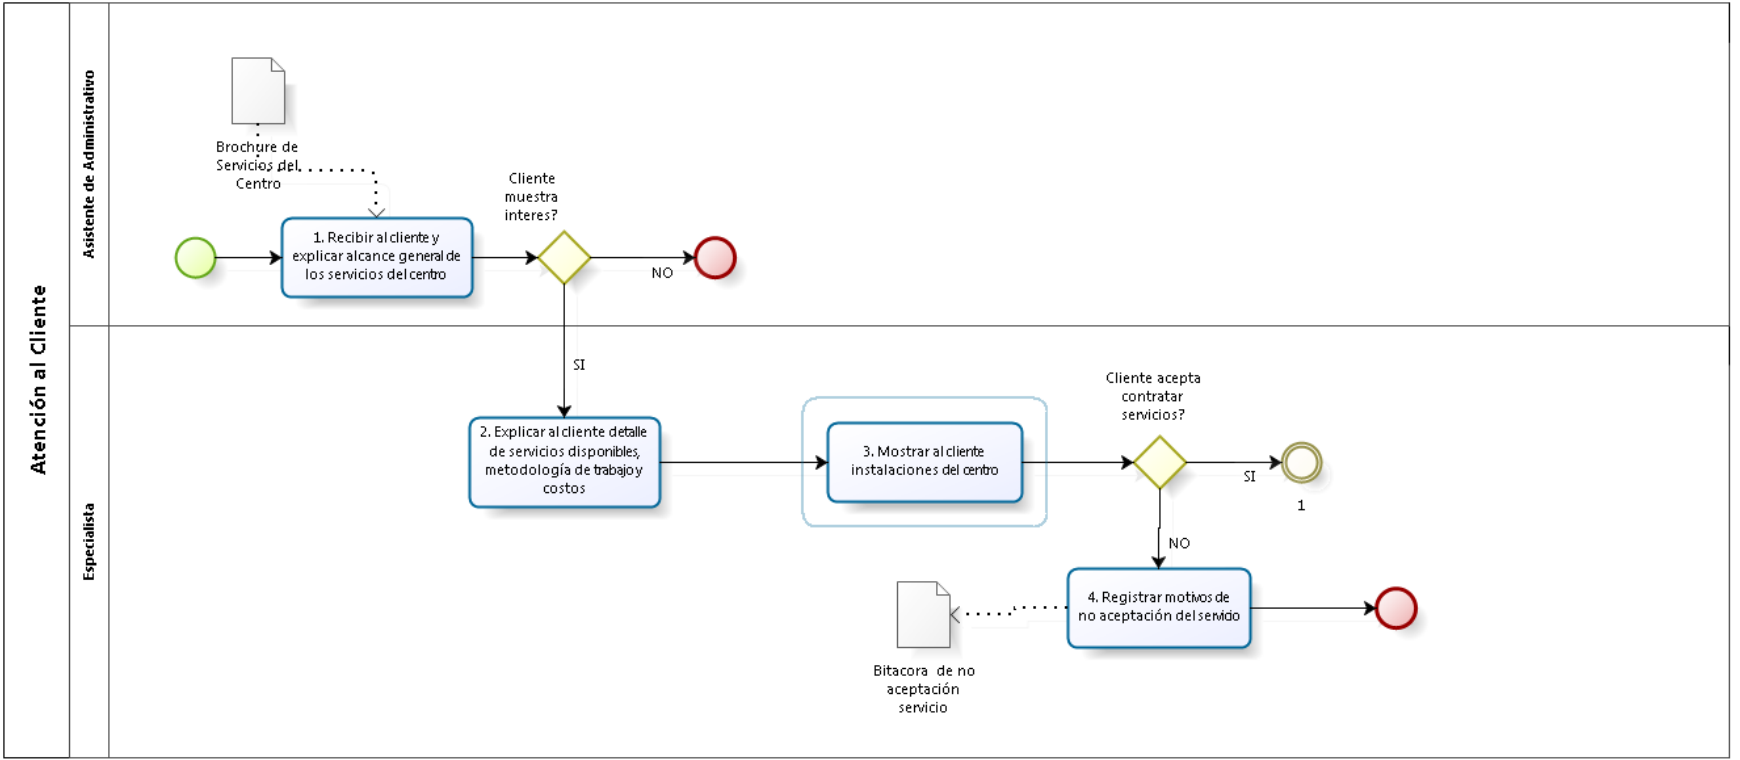 Atención al Cliente
Asistente de Administrativo
Brochure de
Servicios del
Centro
Cliente
muestra
interes?
1. Recibir al cliente y
explicar alcance general de
los servicios del centro
NO
SI
Especialista
2. Explicar al cliente detalle
de servicios disponibles,
metodología de trabajo y
costos
3. Mostrar al cliente
instalaciones del centro
Cliente acepta
contratar
servicios?
SI
1
NO
4. Registrar motivos de
no aceptación del servicio
Bitacora de no
aceptación
servicio